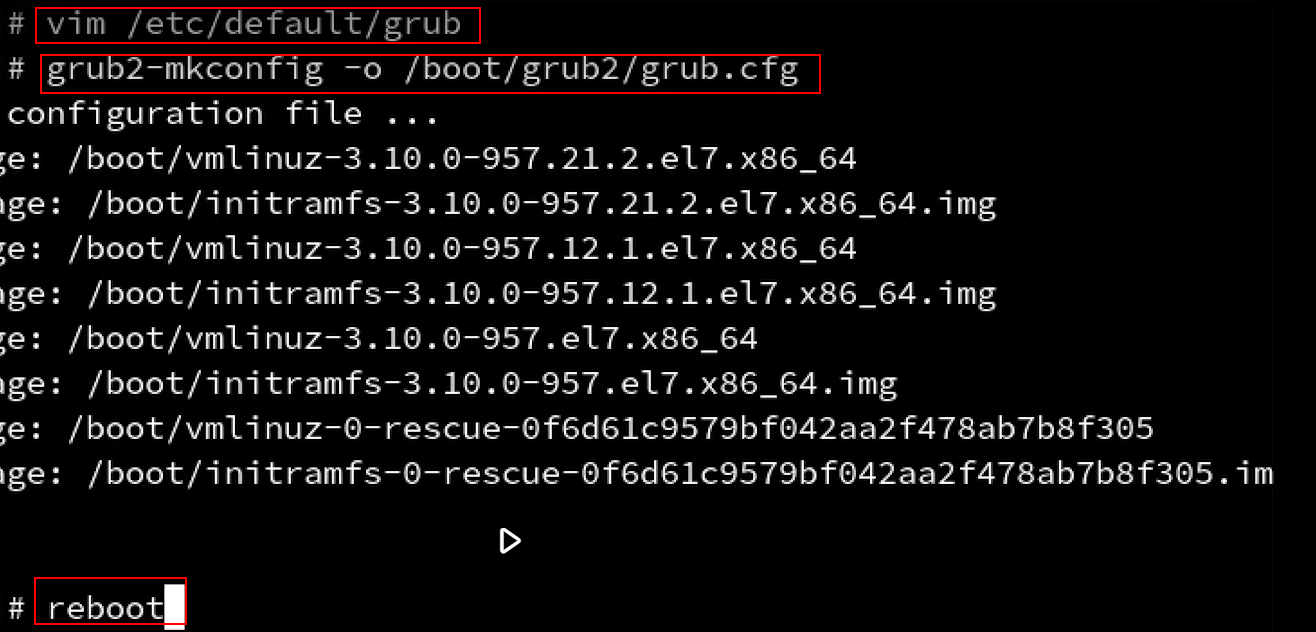 # vim /etc/default/grub
# grub2-mkconfig -o /boot/grub2/grub.cfg
configuration file ...
ge: /boot/vmlinuz-3.10.0-957.21.2.el7.x86_64
age: /boot/initramfs-3.10.0-957.21.2.el7.x86_64.img
ge: /boot/vmlinuz-3.10.0-957.12.1.el7.x86_64
age: /boot/initramfs-3.10.0-957.12.1.el7.x86_64.img
ge: /boot/vmlinuz-3.10.0-957.el7.x86_64
age: /boot/initramfs-3.10.0-957.el7.x86_64.img
ge: /boot/vmlinuz-0-rescue-0f6d61c9579bf042aa2f478ab7b8f305
age: /boot/initramfs-0-rescue-0f6d61c9579bf042aa2f478ab7b8f305.im
# reboot